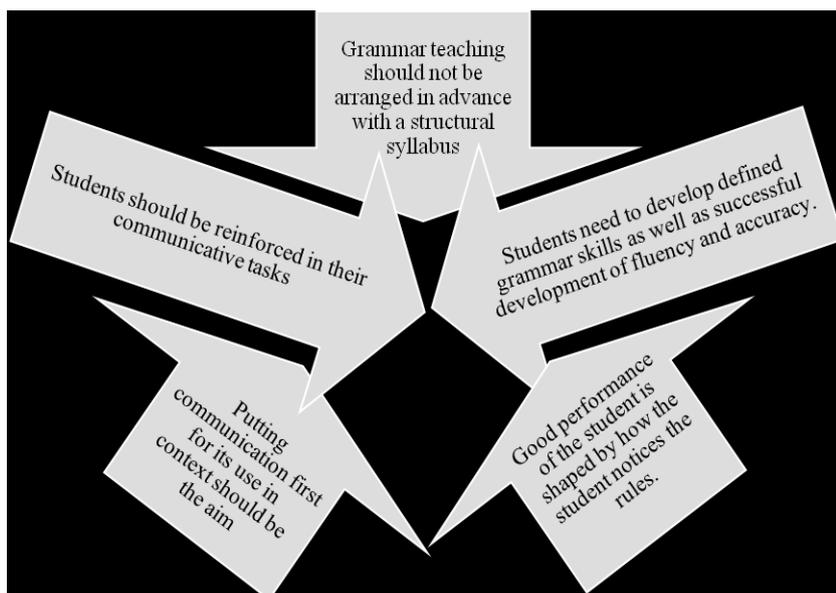 Grammar teaching
should not be
arranged in advance
with a structural
syllabus
Students should be reinforced in their
communicative tasks
Students need to develop defined
grammar skills as well as successful
development of fluency and accuracy.
Putting
communication first
for its use in
context should be
the aim
Good performance
of the student is
shaped by how the
student notices the
rules.